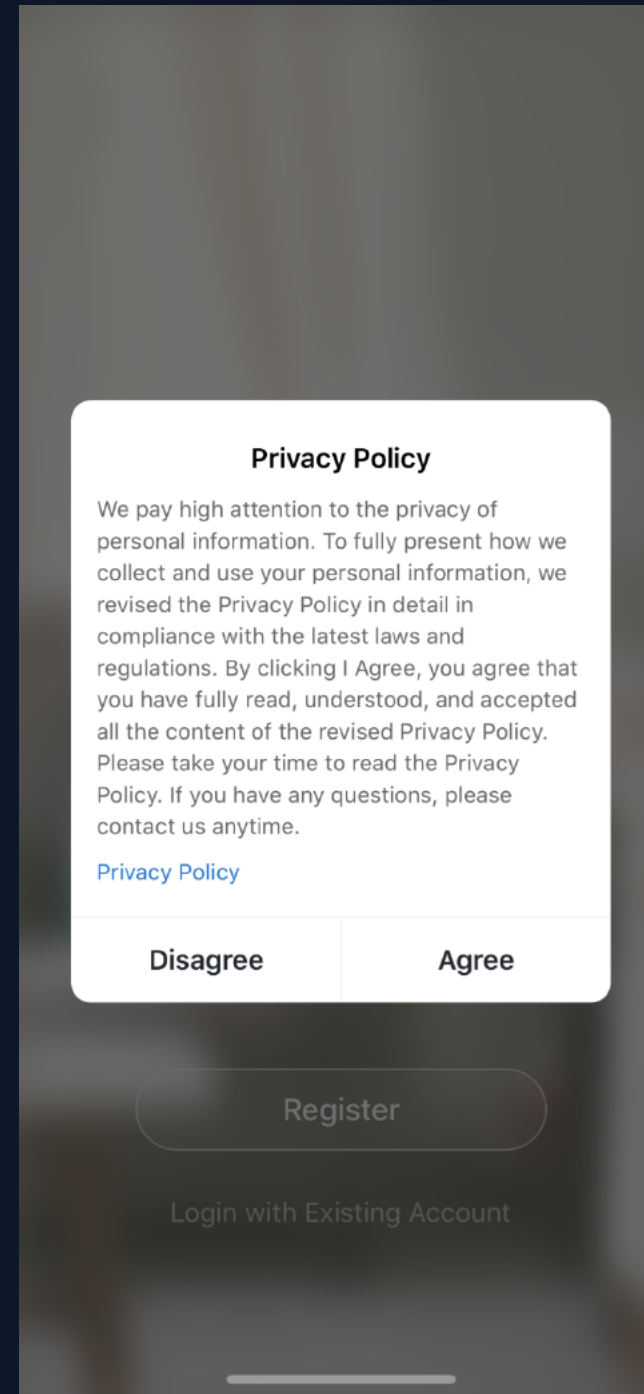 Privacy Policy
We pay high attention to the privacy of
personal information. To fully present how we
collect and use your personal information, we
revised the Privacy Policy in detail in
compliance with the latest laws and
regulations. By clicking I Agree, you agree that
you have fully read, understood, and accepted
all the content of the revised Privacy Policy.
Please take your time to read the Privacy
Policy. If you have any questions, please
contact us anytime.
Privacy Policy
Disagree Agree
Register
Login with Existing Account